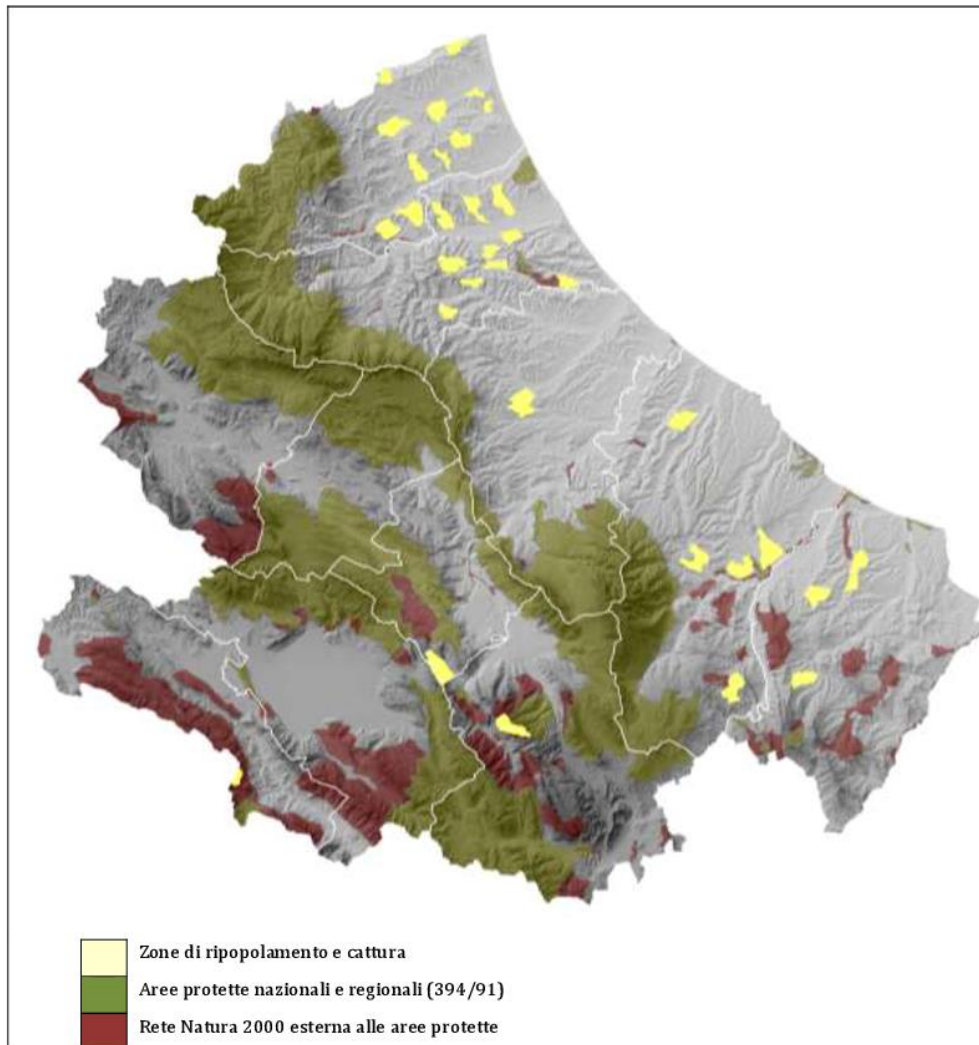 Zone di ripopolamento e cattura
Aree protette nazionali e regionali (394/91)
Rete Natura 2000 esterna alle aree protette